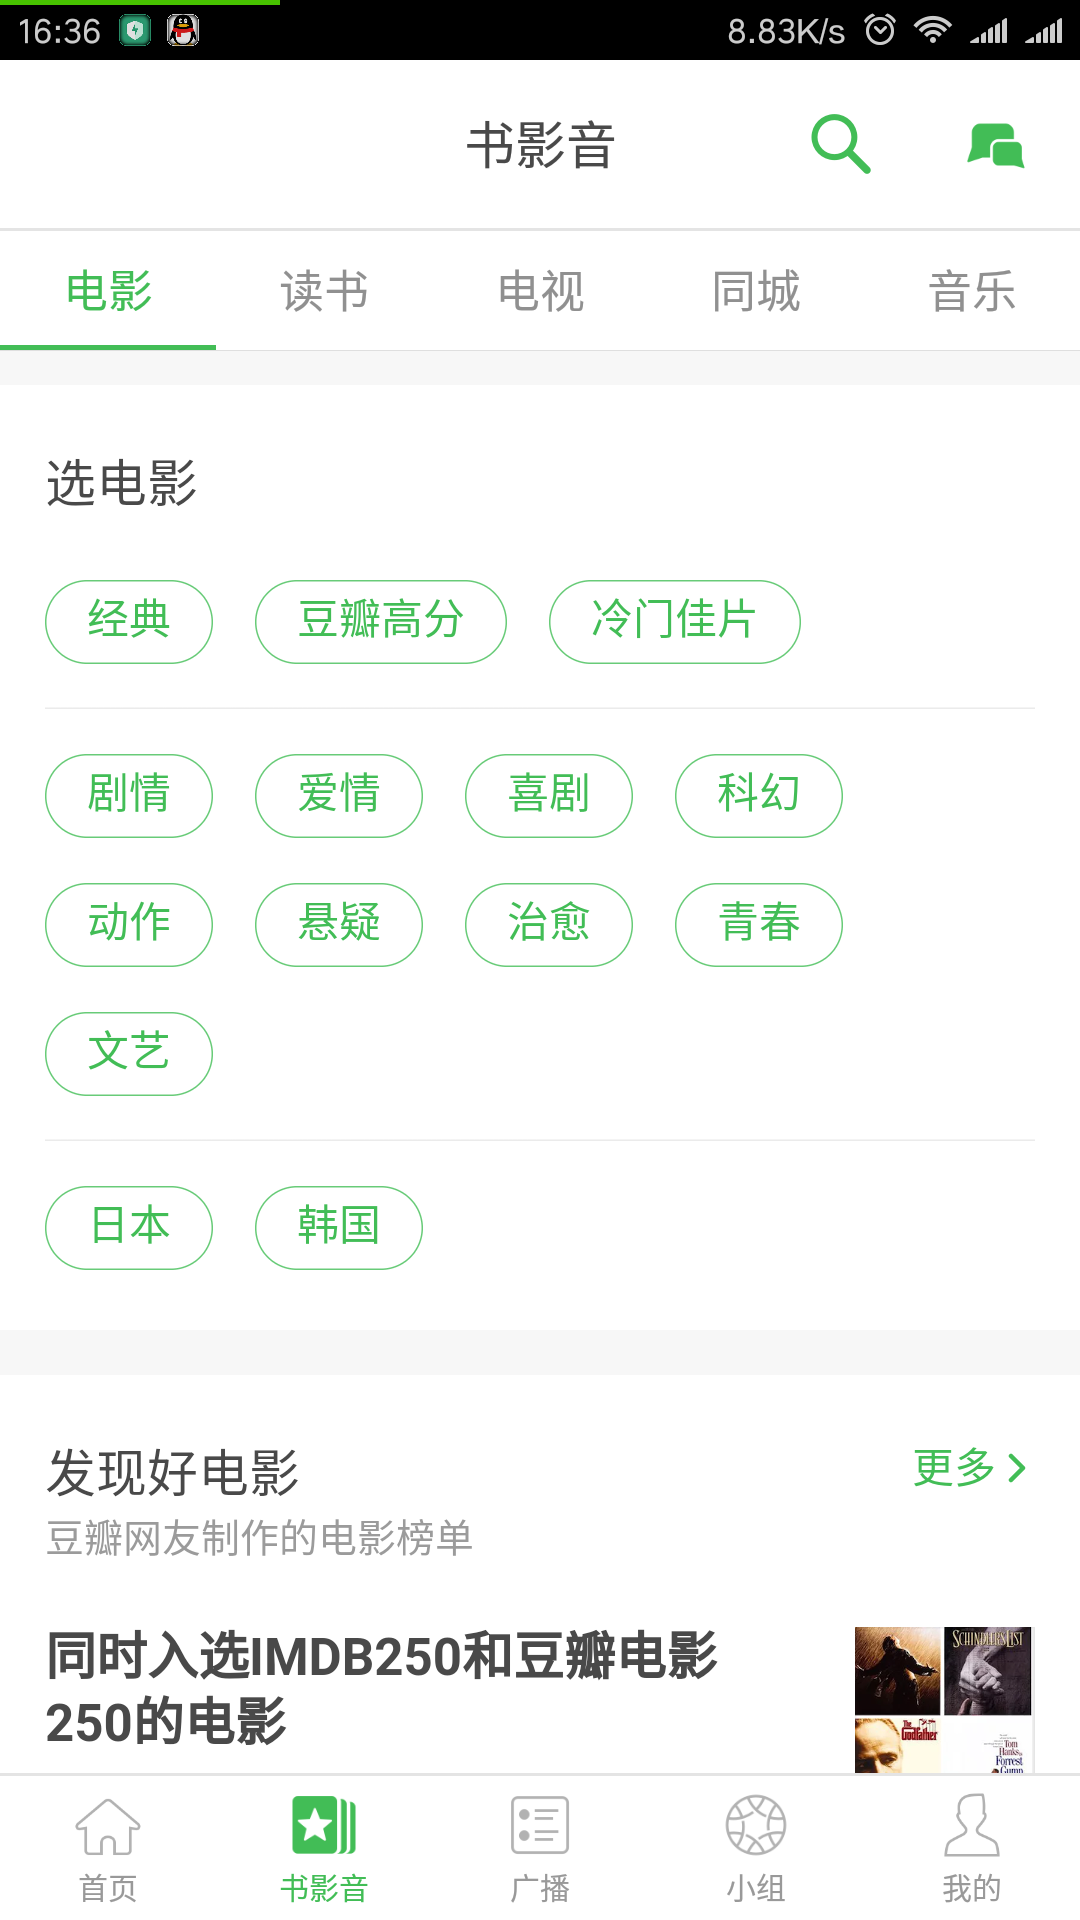 16:36 8.83K/s
书影音
电影 读书 电视 同城 音乐
选电影
经典 豆瓣高分 冷门佳片
剧情 爱情 喜剧 科幻
动作 悬疑 治愈 青春
文艺
日本 韩国
发现好电影 更多
豆瓣网友制作的电影榜单
同时入选IMDB250和豆瓣电影
250的电影
SCHINDLER'S LIST
The Godfather
Tom Hanks is
Forrest
Gump
首页 书影音 广播 小组 我的